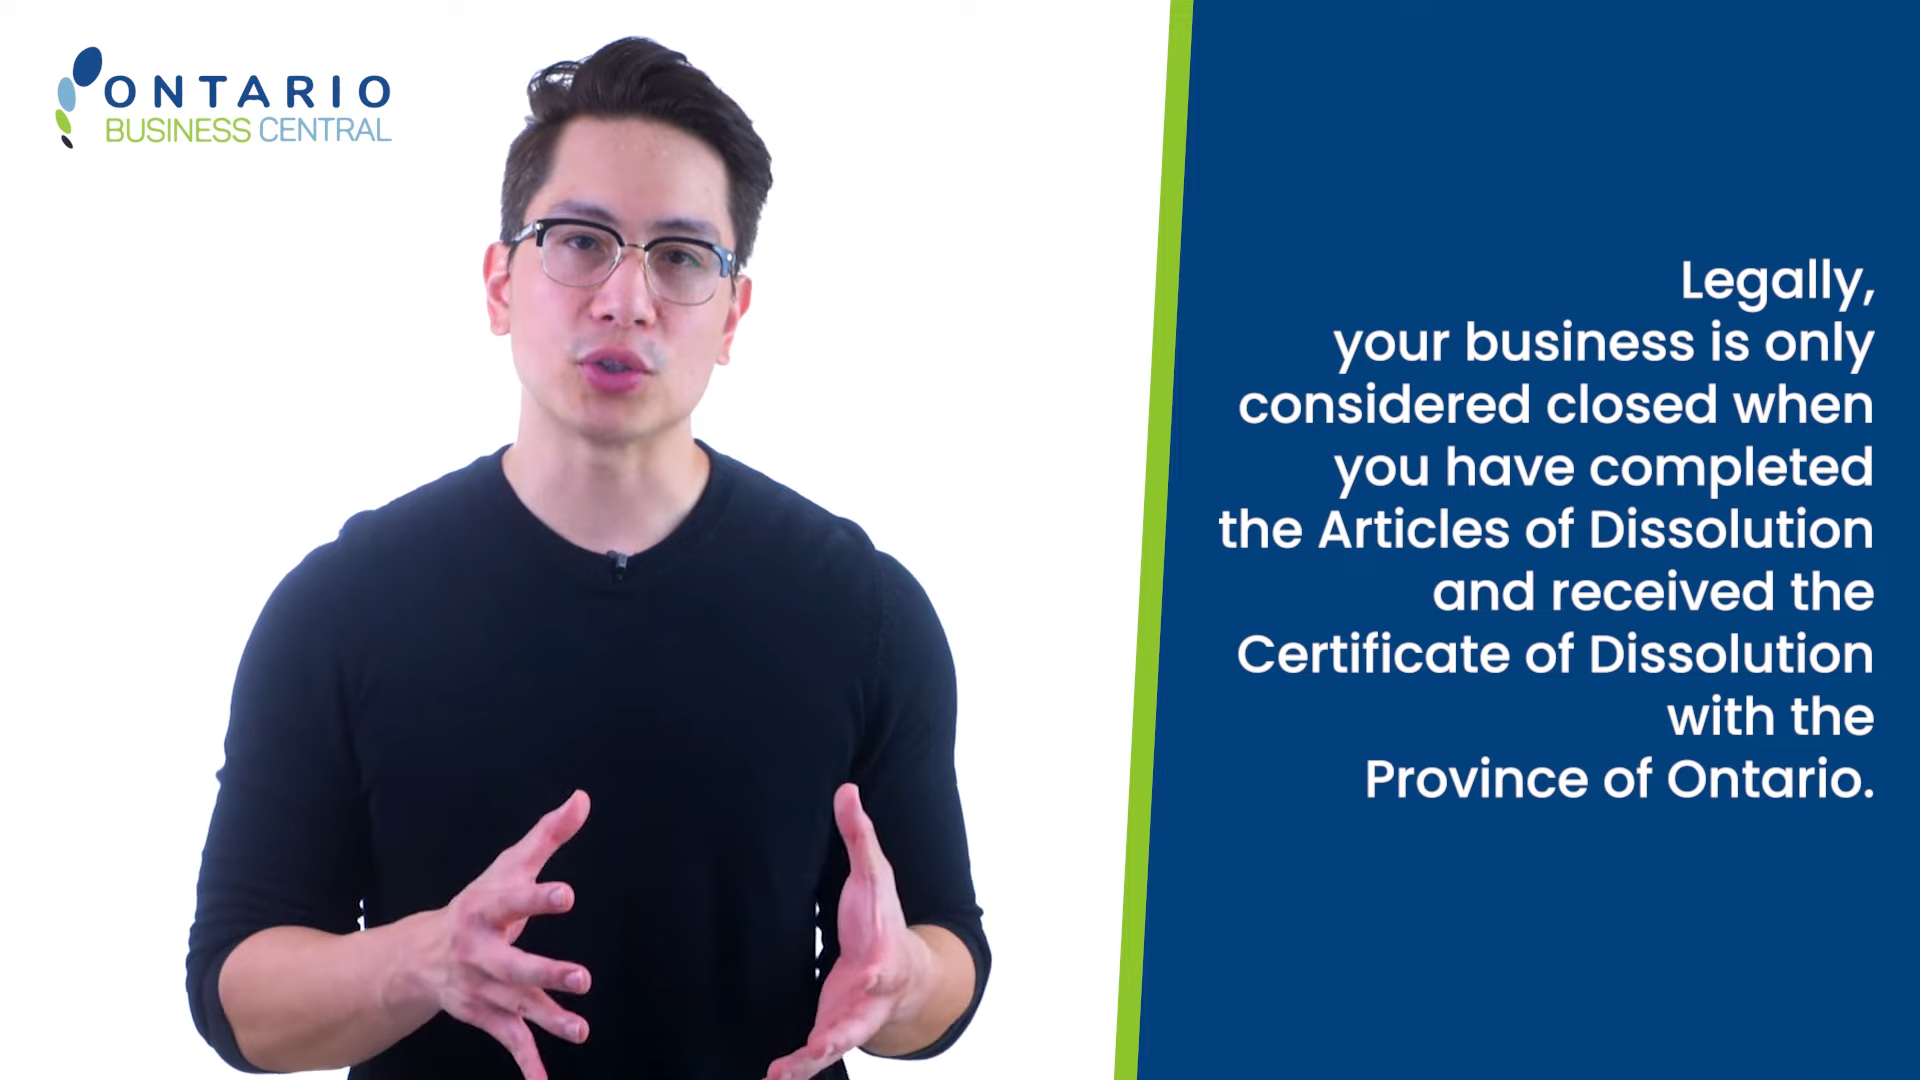 ONTARIO
BUSINESS CENTRAL
Legally,
your business is only
considered closed when
you have completed
the Articles of Dissolution
and received the
Certificate of Dissolution
with the
Province of Ontario.